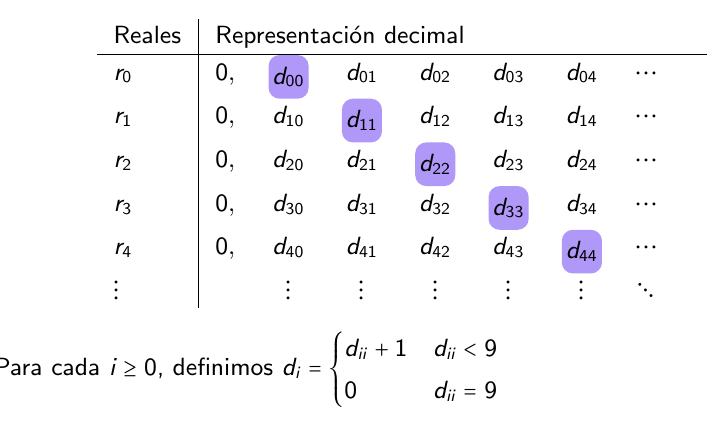 Reales Representación decimal
r₀ 0, d₀₀ d₀₁ d₀₂ d₀₃ d₀₄ ⋯
r₁ 0, d₁₀ d₁₁ d₁₂ d₁₃ d₁₄ ⋯
r₂ 0, d₂₀ d₂₁ d₂₂ d₂₃ d₂₄ ⋯
r₃ 0, d₃₀ d₃₁ d₃₂ d₃₃ d₃₄ ⋯
r₄ 0, d₄₀ d₄₁ d₄₂ d₄₃ d₄₄ ⋯
⋮ ⋮ ⋮ ⋮ ⋮ ⋮ ⋱
Para cada i ≥ 0, definimos dᵢ = { dᵢᵢ + 1 dᵢᵢ < 9
0 dᵢᵢ = 9